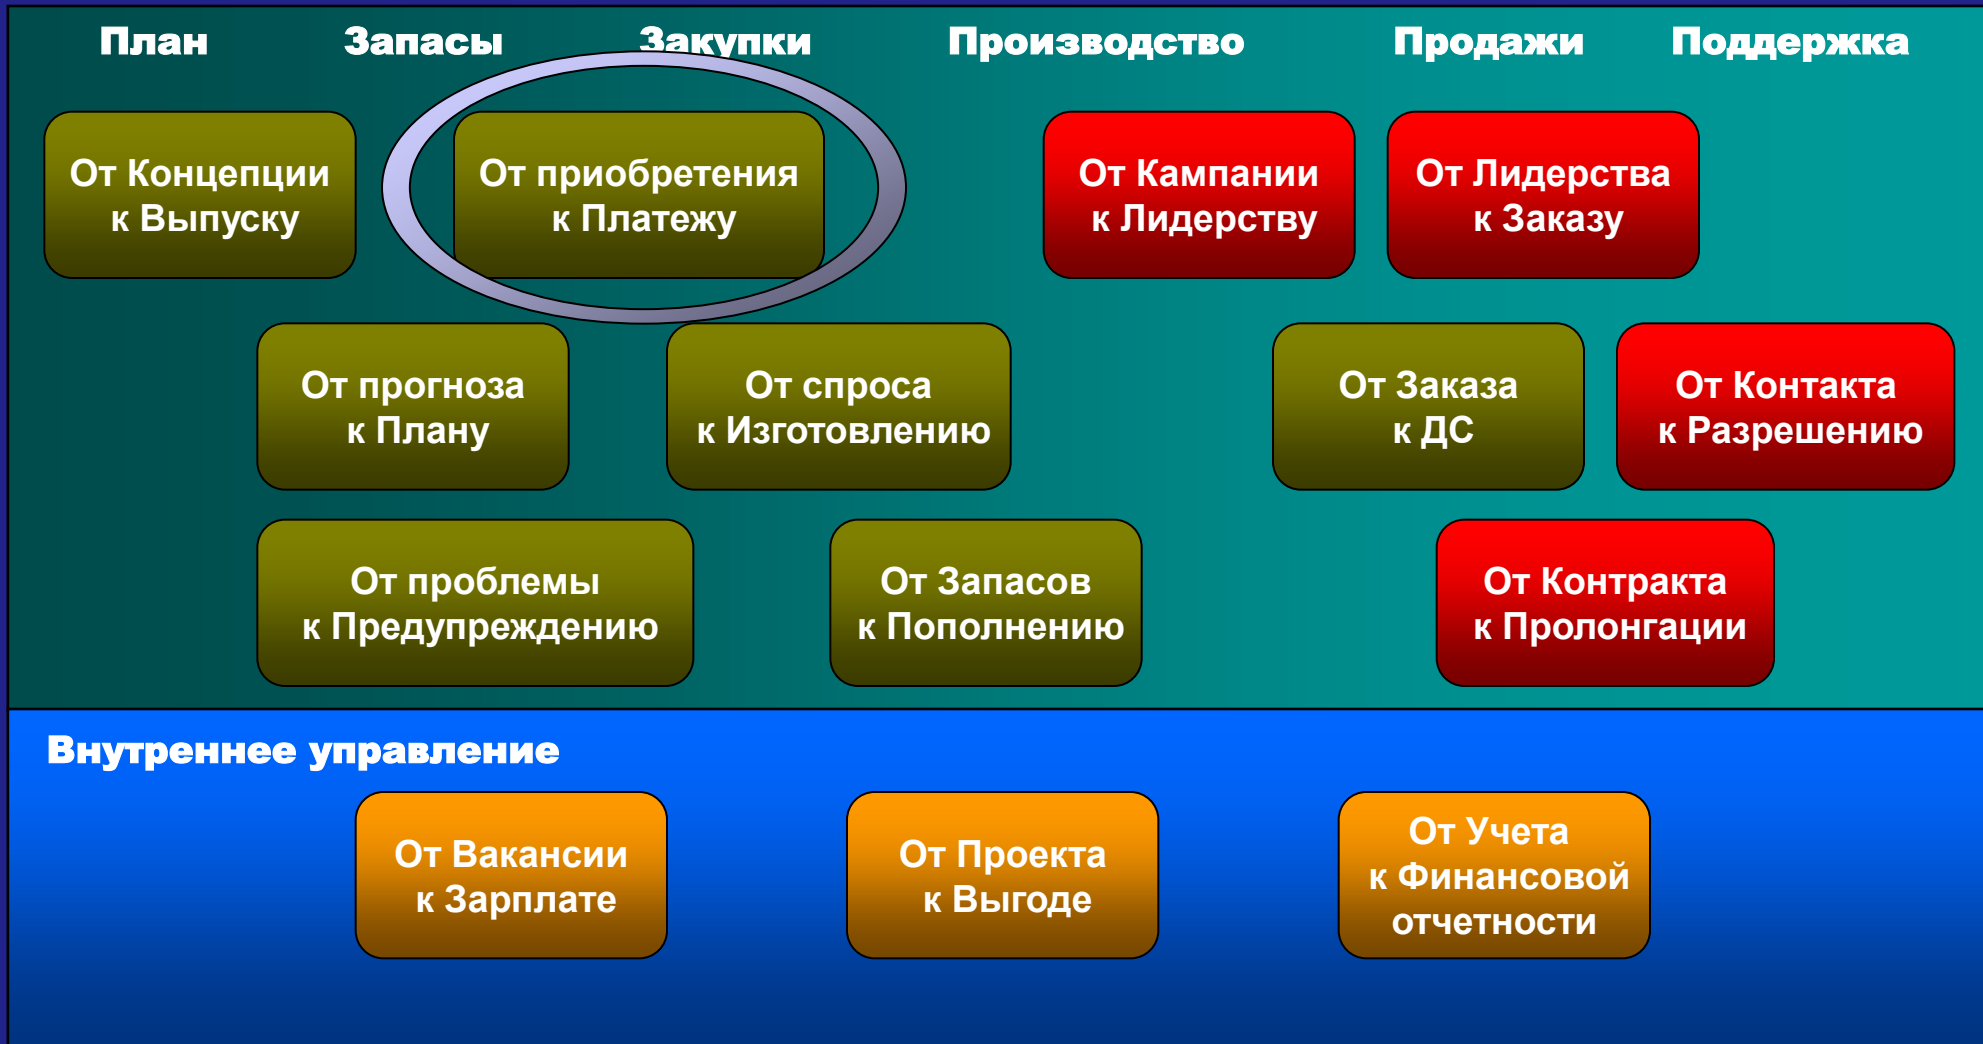 План Запасы Закупки Производство Продажи Поддержка
От Концепции
к Выпуску
От приобретения
к Платежу
От Кампании
к Лидерству
От Лидерства
к Заказу
От прогноза
к Плану
От спроса
к Изготовлению
От Заказа
к ДС
От Контакта
к Разрешению
От проблемы
к Предупреждению
От Запасов
к Пополнению
От Контракта
к Пролонгации
Внутреннее управление
От Вакансии
к Зарплате
От Проекта
к Выгоде
От Учета
к Финансовой
отчетности